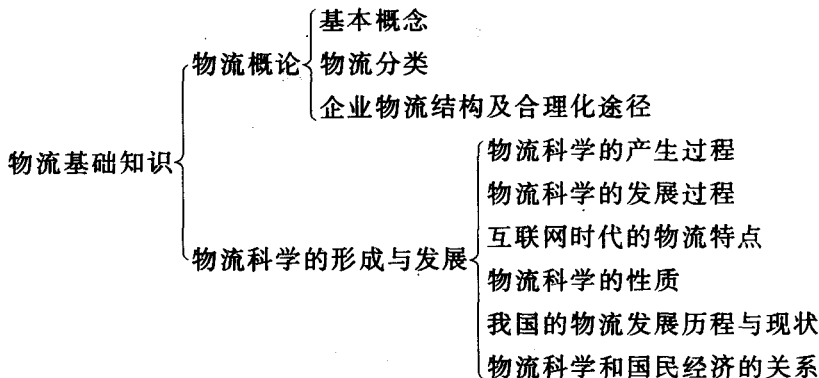 基本概念
物流概论
物流分类
企业物流结构及合理化途径
物流基础知识
物流科学的产生过程
物流科学的发展过程
互联网时代的物流特点
物流科学的形成与发展
物流科学的性质
我国的物流发展历程与现状
物流科学和国民经济的关系